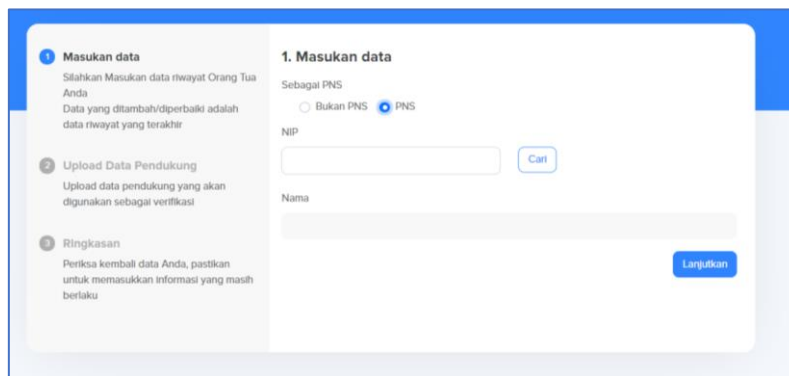 1 Masukan data
Silahkan Masukan data riwayat Orang Tua
Anda
Data yang ditambah/diperbaiki adalah
data riwayat yang terakhir
2 Upload Data Pendukung
Upload data pendukung yang akan
digunakan sebagai verifikasi
3 Ringkasan
Periksa kembali data Anda, pastikan
untuk memasukkan informasi yang masih
berlaku
1. Masukan data
Sebagai PNS
Bukan PNS PNS
NIP
Cari
Nama
Lanjutkan